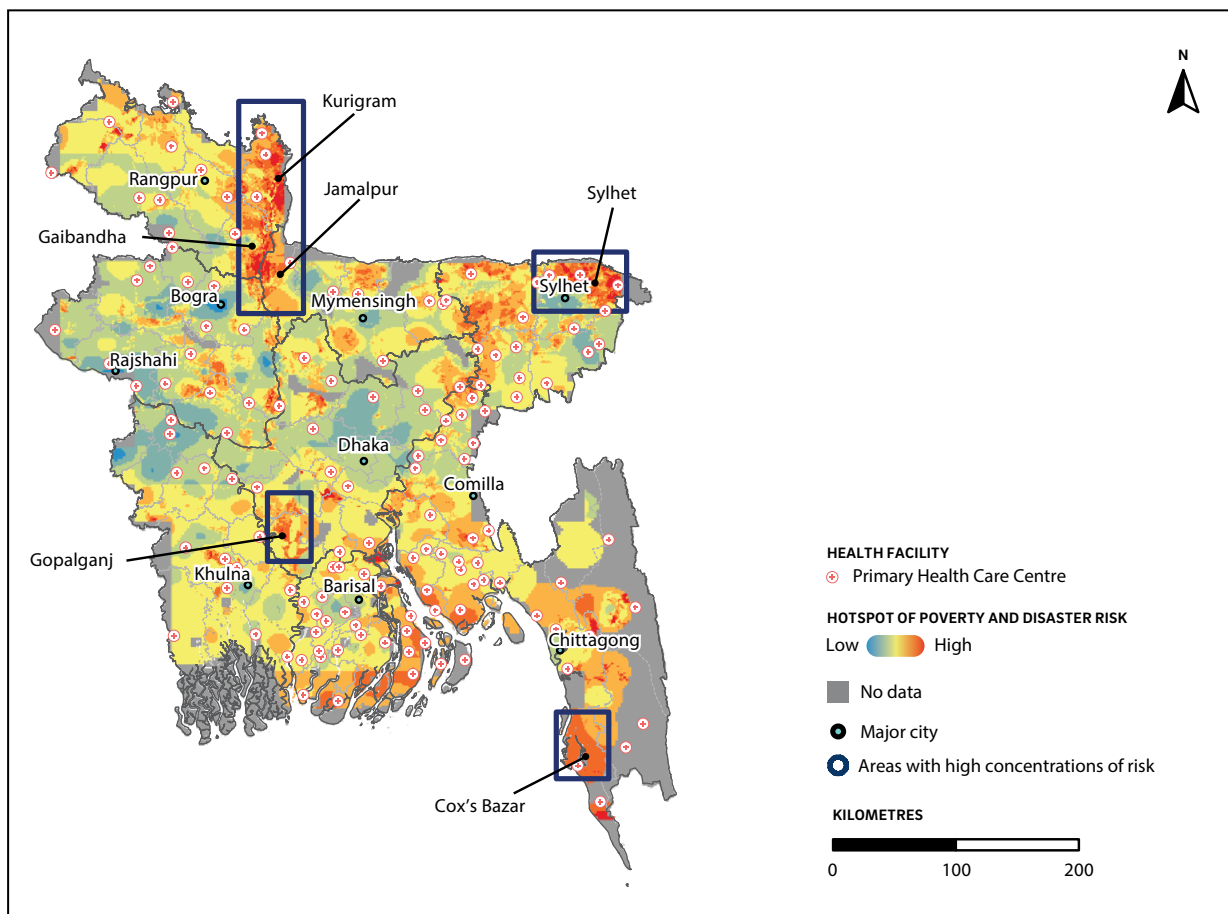 N
Kurigram
Jamalpur
Rangpur
Sylhet
Gaibandha
Sylhet
Bogra
Mymensingh
Rajshahi
Dhaka
Comilla
Gopalganj
Khulna
Barisal
Chittagong
Cox's Bazar
HEALTH FACILITY
Primary Health Care Centre
HOTSPOT OF POVERTY AND DISASTER RISK
Low High
No data
Major city
Areas with high concentrations of risk
KILOMETRES
0 100 200